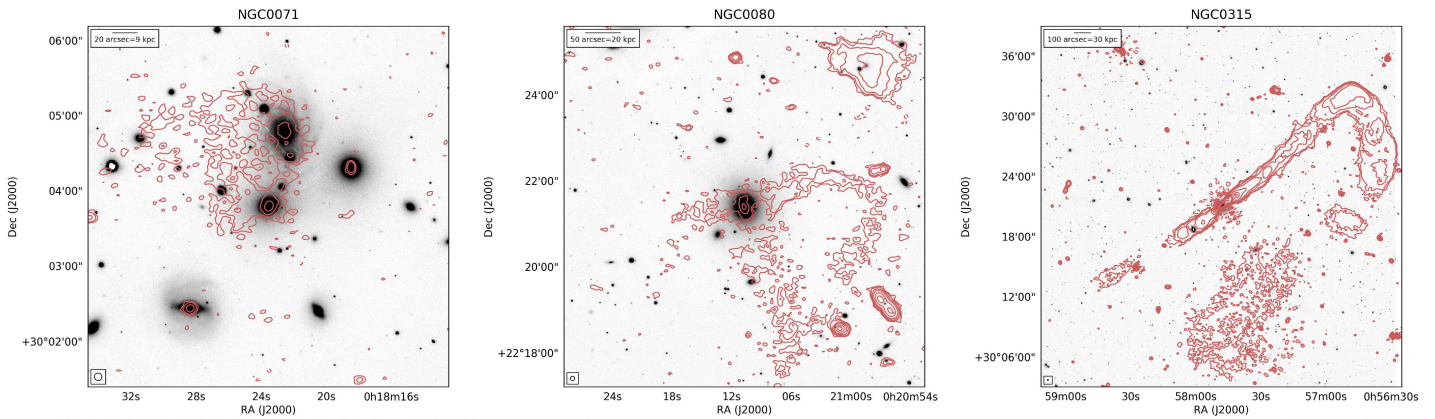 NGC0071
20 arcsec=9 kpc
06'00"
05'00"
04'00"
03'00"
+30°02'00"
Dec (J2000)
32s 28s 24s 20s 0h18m16s
RA (J2000)
NGC0080
50 arcsec=20 kpc
24'00"
22'00"
20'00"
+22°18'00"
Dec (J2000)
24s 18s 12s 06s 21m00s 0h20m54s
RA (J2000)
NGC0315
100 arcsec=30 kpc
36'00"
30'00"
24'00"
18'00"
12'00"
+30°06'00"
Dec (J2000)
59m00s 30s 58m00s 30s 57m00s 0h56m30s
RA (J2000)